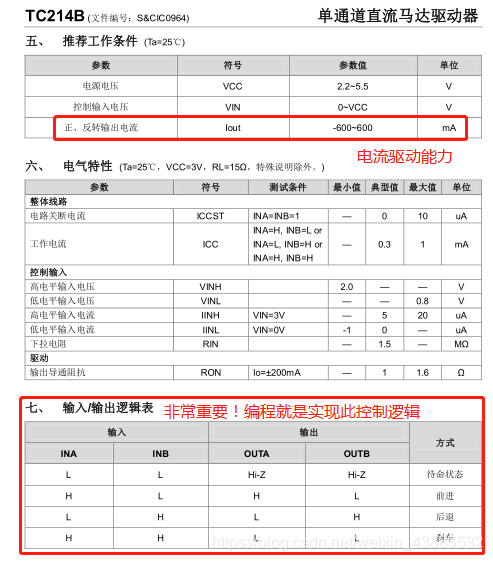 TC214B (文件编号：S&CIC0964) 单通道直流马达驱动器
五、 推荐工作条件 (Ta=25℃)
参数 符号 参数值 单位
电源电压 VCC 2.2~5.5 V
控制输入电压 VIN 0~VCC V
正、反转输出电流 Iout -600~600 mA
电流驱动能力
六、 电气特性 (Ta=25℃，VCC=3V，RL=15Ω，特殊说明除外。)
参数 符号 测试条件 最小值 典型值 最大值 单位
整体线路
电路关断电流 ICCST INA=INB=1 — 0 10 uA
工作电流 ICC INA=H, INB=L or INA=L, INB=H or INA=H, INB=H — 0.3 1 mA
控制输入
高电平输入电压 VINH 2.0 — — V
低电平输入电压 VINL — — 0.8 V
高电平输入电流 IINH VIN=3V — 5 20 uA
低电平输入电流 IINL VIN=0V -1 0 — uA
下拉电阻 RIN — 1.5 — MΩ
驱动
输出导通阻抗 RON Io=±200mA — 1 1.6 Ω
七、 输入/输出逻辑表 非常重要！编程就是实现此控制逻辑
输入 输出 方式
INA INB OUTA OUTB
L L Hi-Z Hi-Z 待命状态
H L H L 前进
L H L H 后退
H H L L 刹车